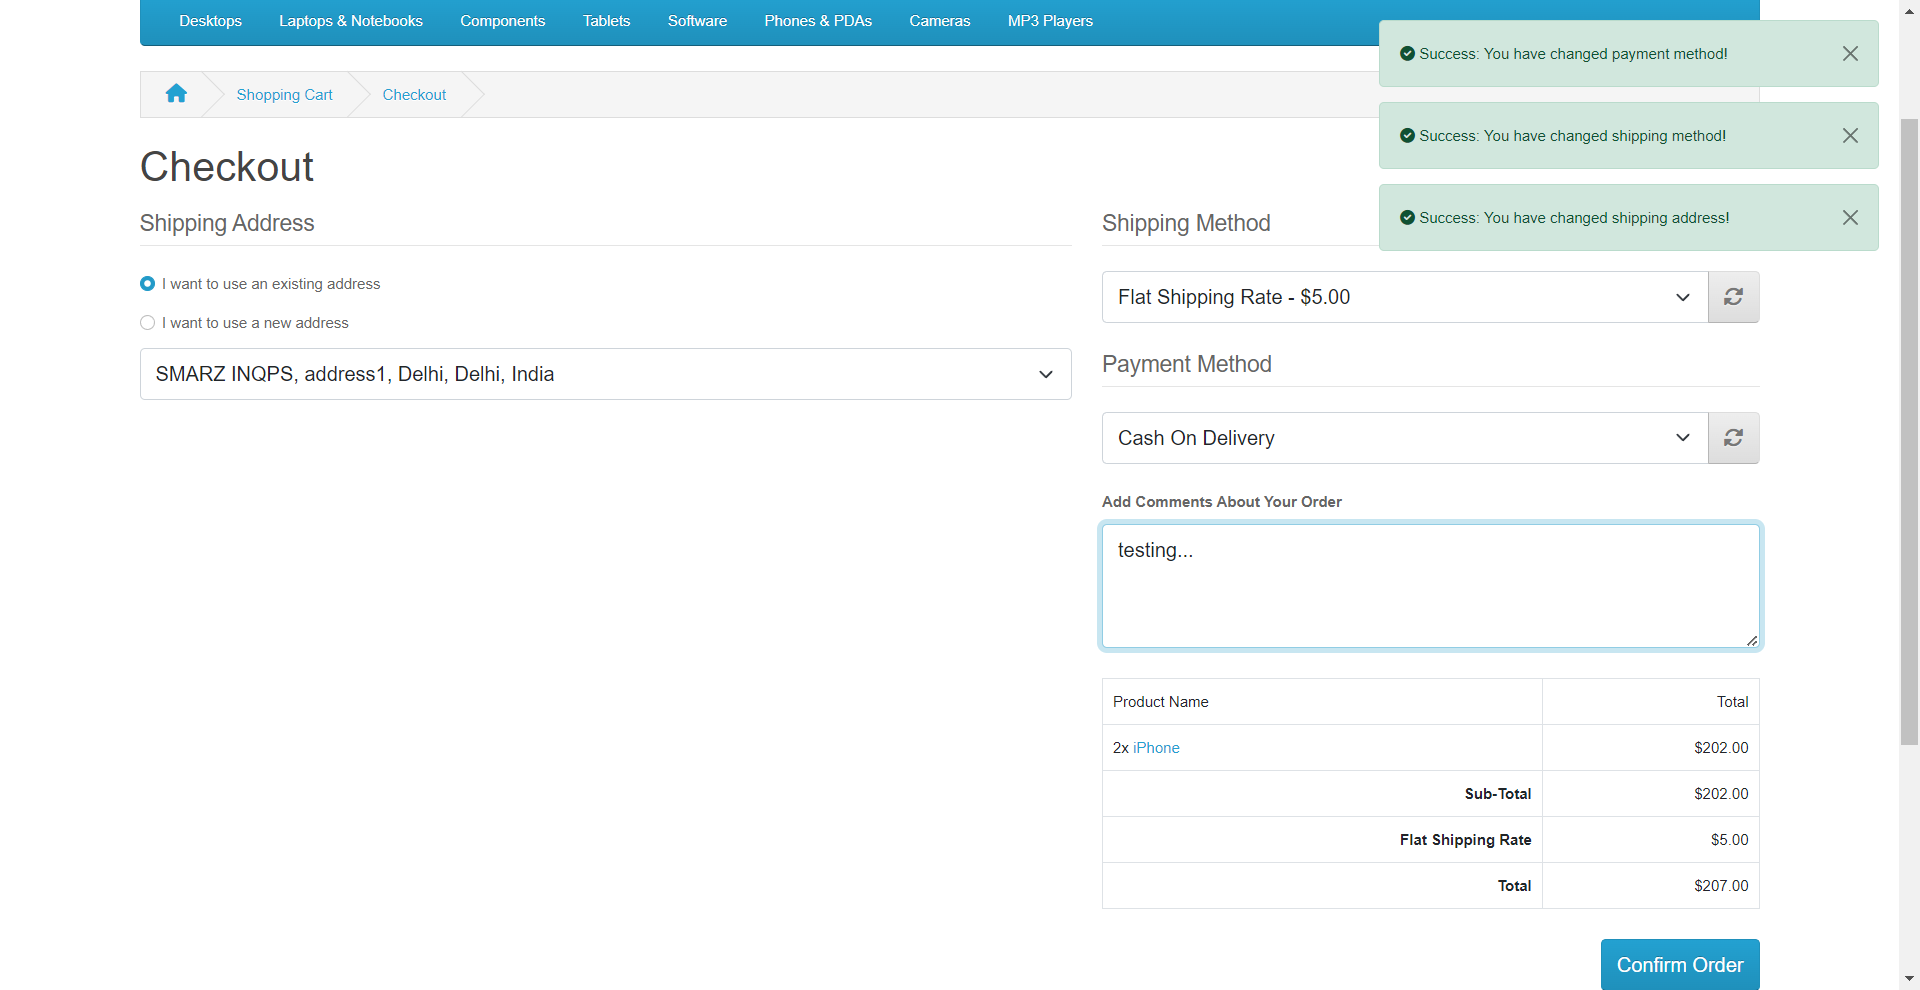 Desktops Laptops & Notebooks Components Tablets Software Phones & PDAs Cameras MP3 Players
Success: You have changed payment method!
Shopping Cart Checkout
Success: You have changed shipping method!
Checkout
Success: You have changed shipping address!
Shipping Address
I want to use an existing address
I want to use a new address
SMARZ INQPS, address1, Delhi, Delhi, India
Shipping Method
Flat Shipping Rate - $5.00
Payment Method
Cash On Delivery
Add Comments About Your Order
testing...
Product Name Total
2x iPhone $202.00
Sub-Total $202.00
Flat Shipping Rate $5.00
Total $207.00
Confirm Order